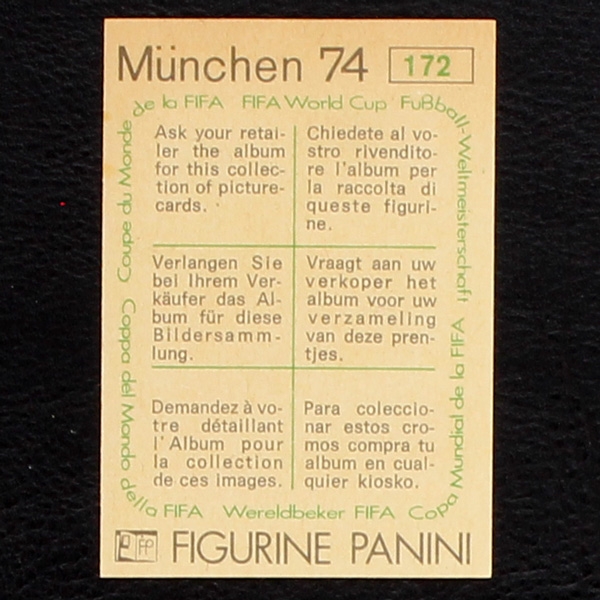 München 74 172
de la FIFA FIFA World Cup Fußball-Weltmeisterschaft
Ask your retai-
ler the album
for this collec-
tion of picture-
cards.
Chiedete al vo-
stro rivendito-
re l'album per
la raccolta di
queste figuri-
ne.
Verlangen Sie
bei Ihrem Ver-
käufer das Al-
bum für diese
Bildersamm-
lung.
Vraagt aan uw
verkoper het
album voor uw
verzameling
van deze pren-
tjes.
Demandez à vo-
tre détaillant
l'Album pour
la collection
de ces images.
Para coleccio-
nar estos cro-
mos compra tu
album en cual-
quier kiosko.
Coupe du Monde
Coppa del Mondo della FIFA Wereldbeker FIFA Copa Mundial de la FIFA
FP FIGURINE PANINI